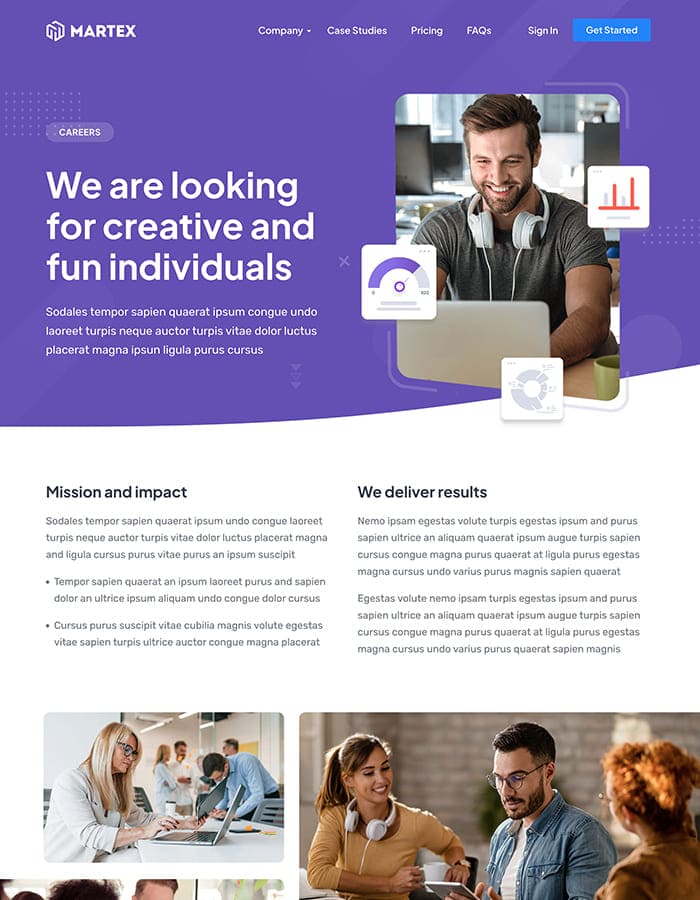 MARTEX
Company
Case Studies
Pricing
FAQs
Sign In
Get Started
CAREERS
We are looking
for creative and
fun individuals
Sodales tempor sapien quaerat ipsum congue undo
laoreet turpis neque auctor turpis vitae dolor luctus
placerat magna ipsun ligula purus cursus
0
920
Mission and impact
Sodales tempor sapien quaerat ipsum undo congue laoreet
turpis neque auctor turpis vitae dolor luctus placerat magna
and ligula cursus purus vitae purus an ipsum suscipit
• Tempor sapien quaerat an ipsum laoreet purus and sapien
dolor an ultrice ipsum aliquam undo congue dolor cursus
• Cursus purus suscipit vitae cubilia magnis volute egestas
vitae sapien turpis ultrice auctor congue magna placerat
We deliver results
Nemo ipsam egestas volute turpis egestas ipsum and purus
sapien ultrice an aliquam quaerat ipsum augue turpis sapien
cursus congue magna purus quaerat at ligula purus egestas
magna cursus undo varius purus magnis sapien quaerat
Egestas volute nemo ipsam turpis egestas ipsum and purus
sapien ultrice an aliquam quaerat ipsum augue turpis sapien
cursus congue magna purus quaerat at ligula purus egestas
magna cursus undo varius purus quaerat sapien magnis